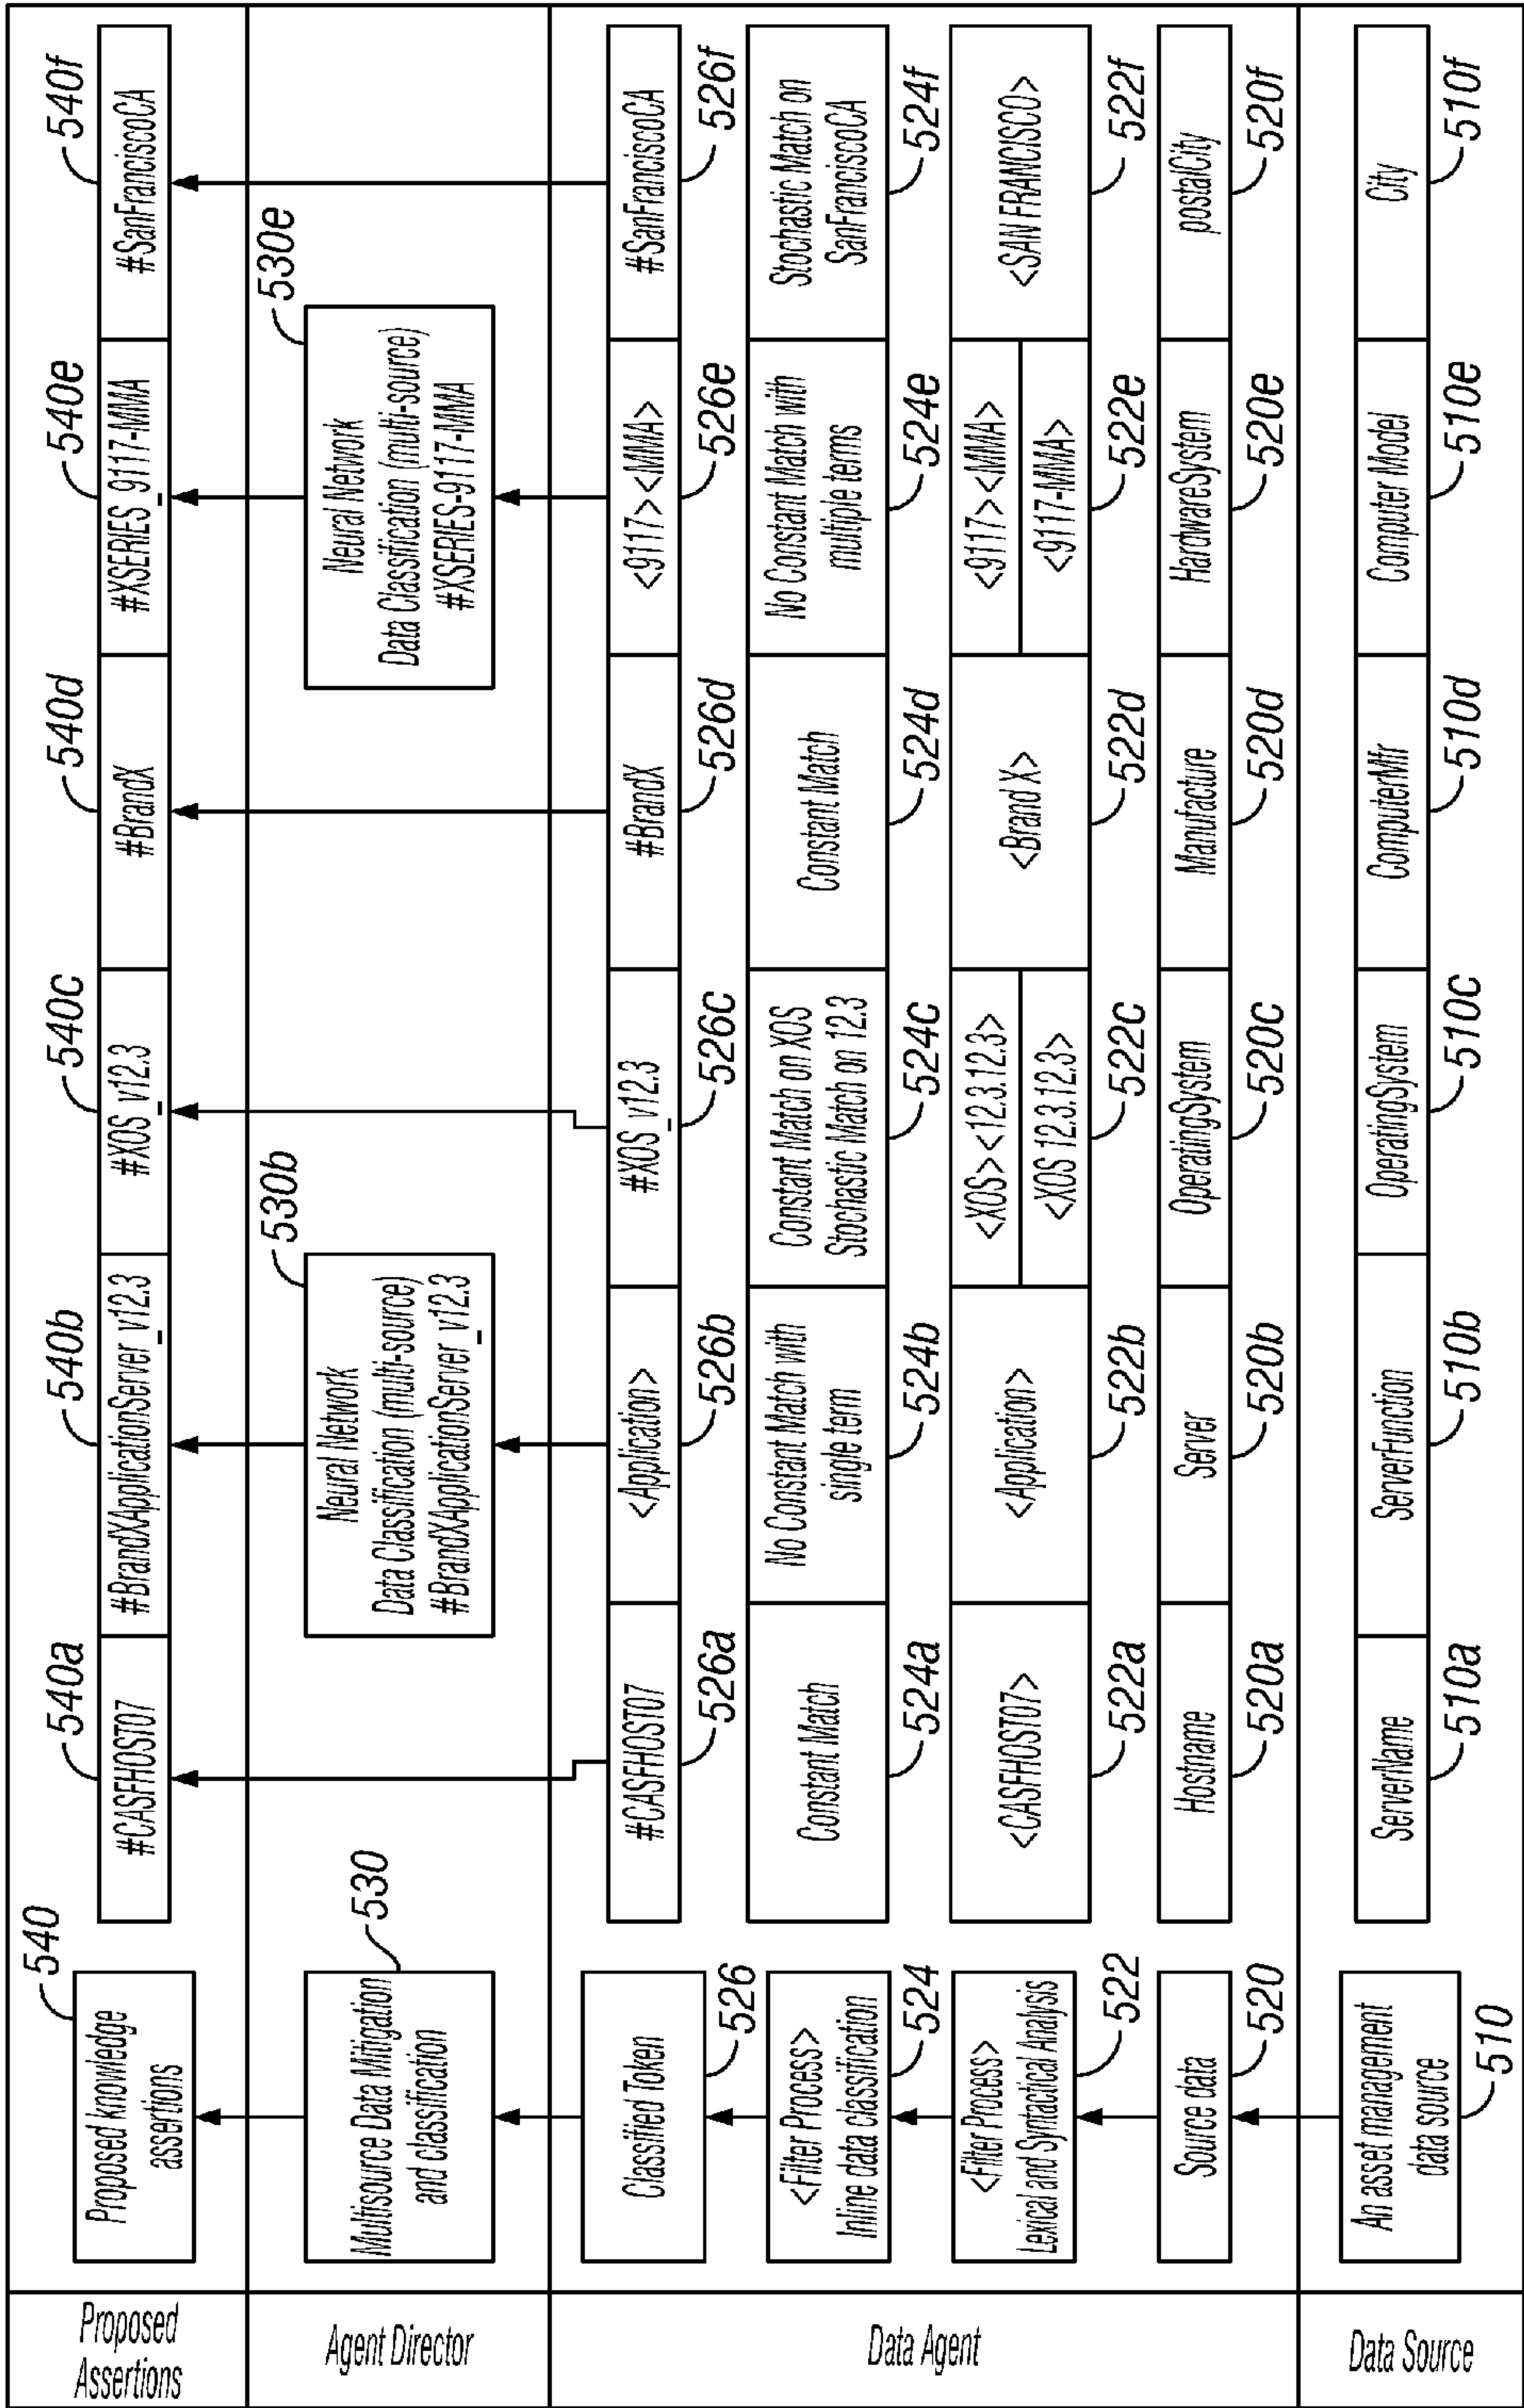 Proposed
Assertions
Proposed knowledge
assertions
540
#CASFHOST07
540a
#BrandXApplicationServer_v12.3
540b
#XOS_v12.3
540c
#BrandX
540d
#XSERIES_9117-MMA
540e
#SanFranciscoCA
540f
Agent Director
Multisource Data Mitigation
and classification
530
Neural Network
Data Classification (multi-source)
#BrandXApplicationServer_v12.3
530b
Neural Network
Data Classification (multi-source)
#XSERIES-9117-MMA
530e
Data Agent
Classified Token
526
#CASFHOST07
526a
<Application>
526b
#XOS_v12.3
526c
#BrandX
526d
<9117><MMA>
526e
#SanFranciscoCA
526f
<Filter Process>
Inline data classification
524
Constant Match
524a
No Constant Match with
single term
524b
Constant Match on XOS
Stochastic Match on 12.3
524c
Constant Match
524d
No Constant Match with
multiple terms
524e
Stochastic Match on
SanFranciscoCA
524f
<Filter Process>
Lexical and Syntactical Analysis
522
<CASFHOST07>
522a
<Application>
522b
<XOS><12.3.12.3>
<XOS 12.3.12.3>
522c
<Brand X>
522d
<9117><MMA>
<9117-MMA>
522e
<SAN FRANCISCO>
522f
Source data
520
Hostname
520a
Server
520b
OperatingSystem
520c
Manufacture
520d
HardwareSystem
520e
postalCity
520f
Data Source
An asset management
data source
510
ServerName
510a
ServerFunction
510b
OperatingSystem
510c
ComputerMfr
510d
Computer Model
510e
City
510f